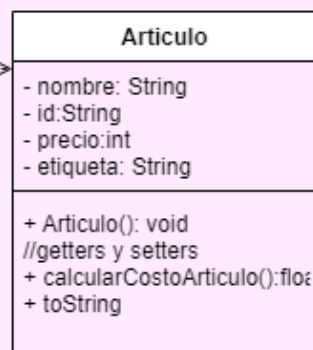 Articulo
- nombre: String
- id:String
- precio:int
- etiqueta: String
+ Articulo(): void
//getters y setters
+ calcularCostoArticulo():floa
+ toString